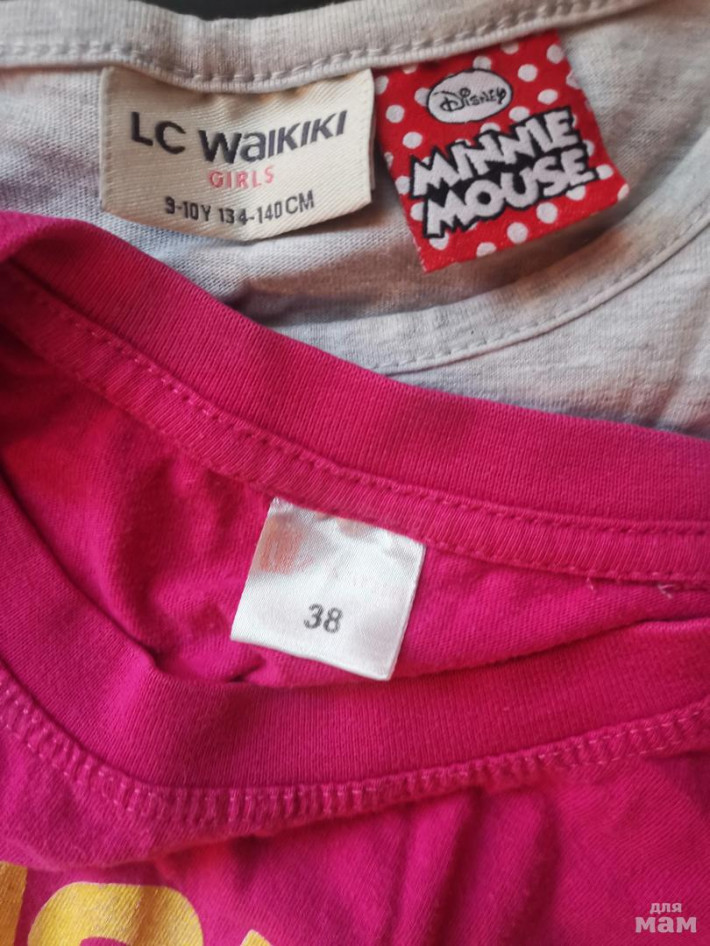 LC WAIKIKI
GIRLS
9-10Y 134-140CM
Disney
MINNIE
MOUSE
38
для
мам